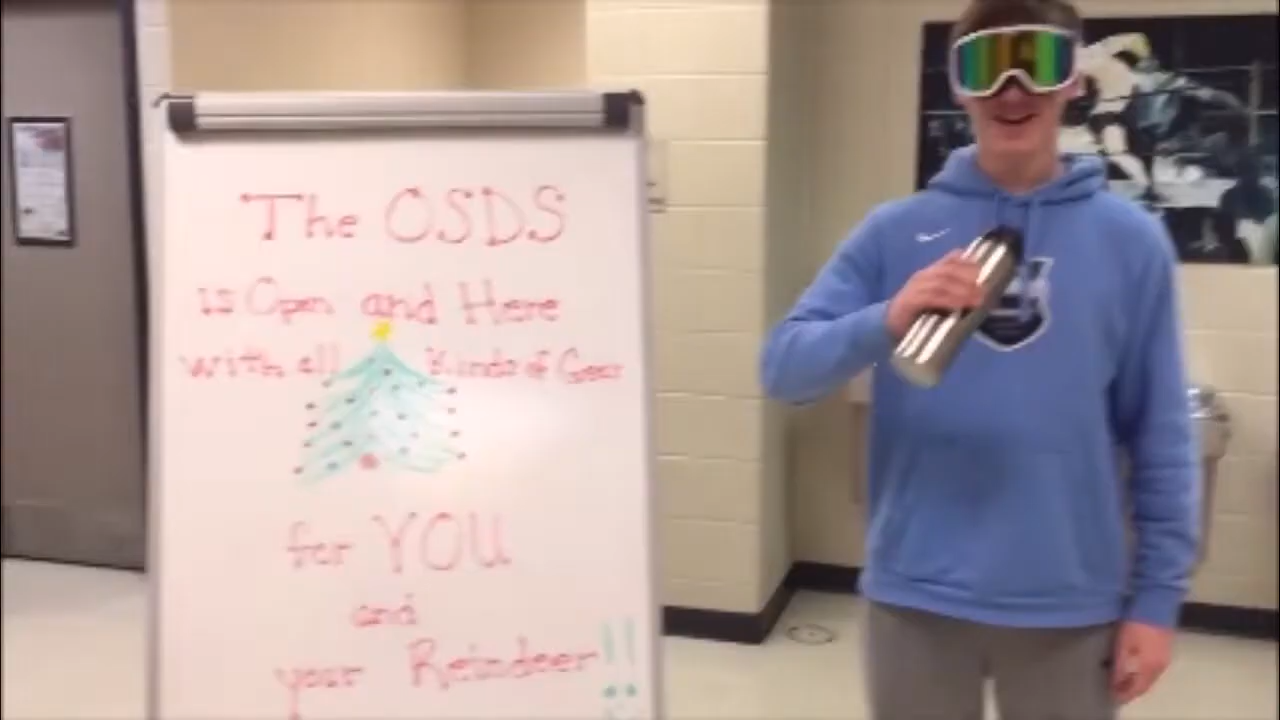 The OSDS
is Open and Here
with all Kinds of Gear
for YOU
and
your Reindeer!!